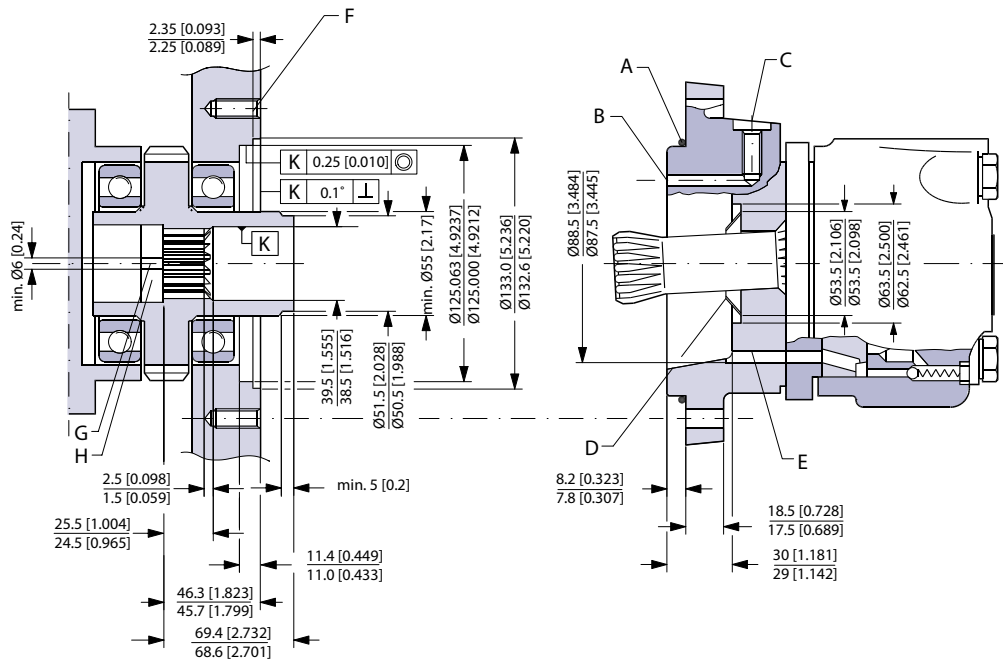 2.35 [0.093]
2.25 [0.089]
F
A
C
B
K 0.25 [0.010]
K 0.1°
K
min. Ø6 [0.24]
39.5 [1.555]
38.5 [1.516]
Ø51.5 [2.028]
Ø50.5 [1.988]
min. Ø55 [2.17]
Ø125.063 [4.9237]
Ø125.000 [4.9212]
Ø133.0 [5.236]
Ø132.6 [5.220]
Ø88.5 [3.484]
Ø87.5 [3.445]
Ø53.5 [2.106]
Ø53.5 [2.098]
Ø63.5 [2.500]
Ø62.5 [2.461]
G
H
D
E
2.5 [0.098]
1.5 [0.059]
min. 5 [0.2]
25.5 [1.004]
24.5 [0.965]
11.4 [0.449]
11.0 [0.433]
46.3 [1.823]
45.7 [1.799]
69.4 [2.732]
68.6 [2.701]
8.2 [0.323]
7.8 [0.307]
18.5 [0.728]
17.5 [0.689]
30 [1.181]
29 [1.142]